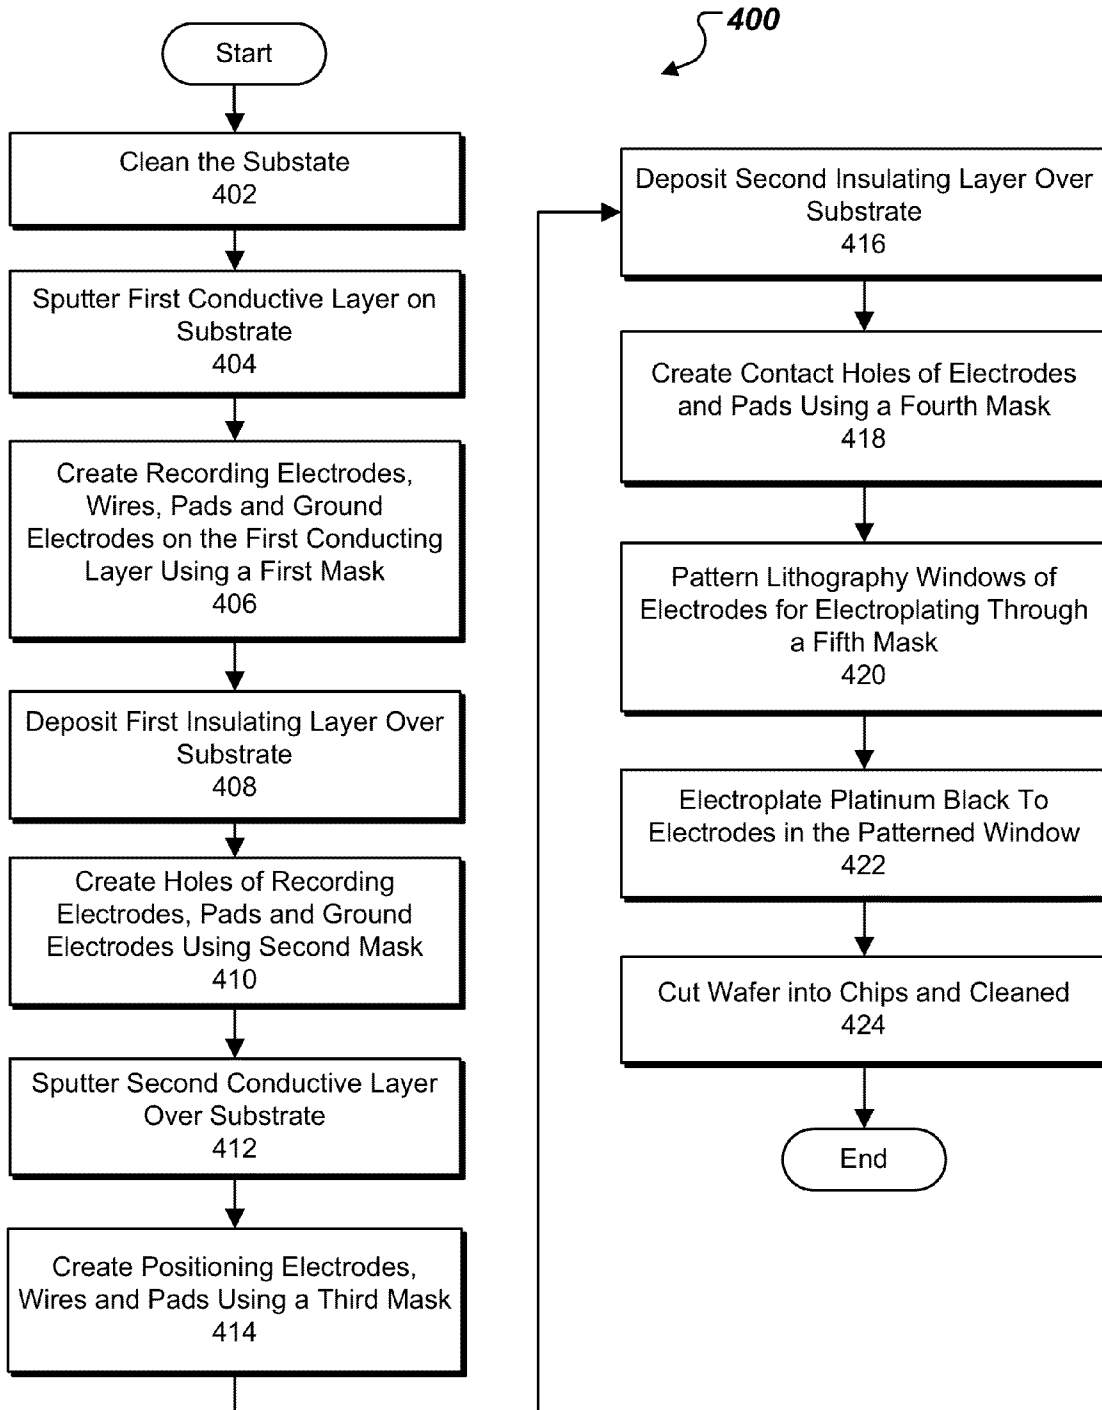 400
Start
Clean the Substate
402
Sputter First Conductive Layer on
Substrate
404
Create Recording Electrodes,
Wires, Pads and Ground
Electrodes on the First Conducting
Layer Using a First Mask
406
Deposit First Insulating Layer Over
Substrate
408
Create Holes of Recording
Electrodes, Pads and Ground
Electrodes Using Second Mask
410
Sputter Second Conductive Layer
Over Substrate
412
Create Positioning Electrodes,
Wires and Pads Using a Third Mask
414
Deposit Second Insulating Layer Over
Substrate
416
Create Contact Holes of Electrodes
and Pads Using a Fourth Mask
418
Pattern Lithography Windows of
Electrodes for Electroplating Through
a Fifth Mask
420
Electroplate Platinum Black To
Electrodes in the Patterned Window
422
Cut Wafer into Chips and Cleaned
424
End